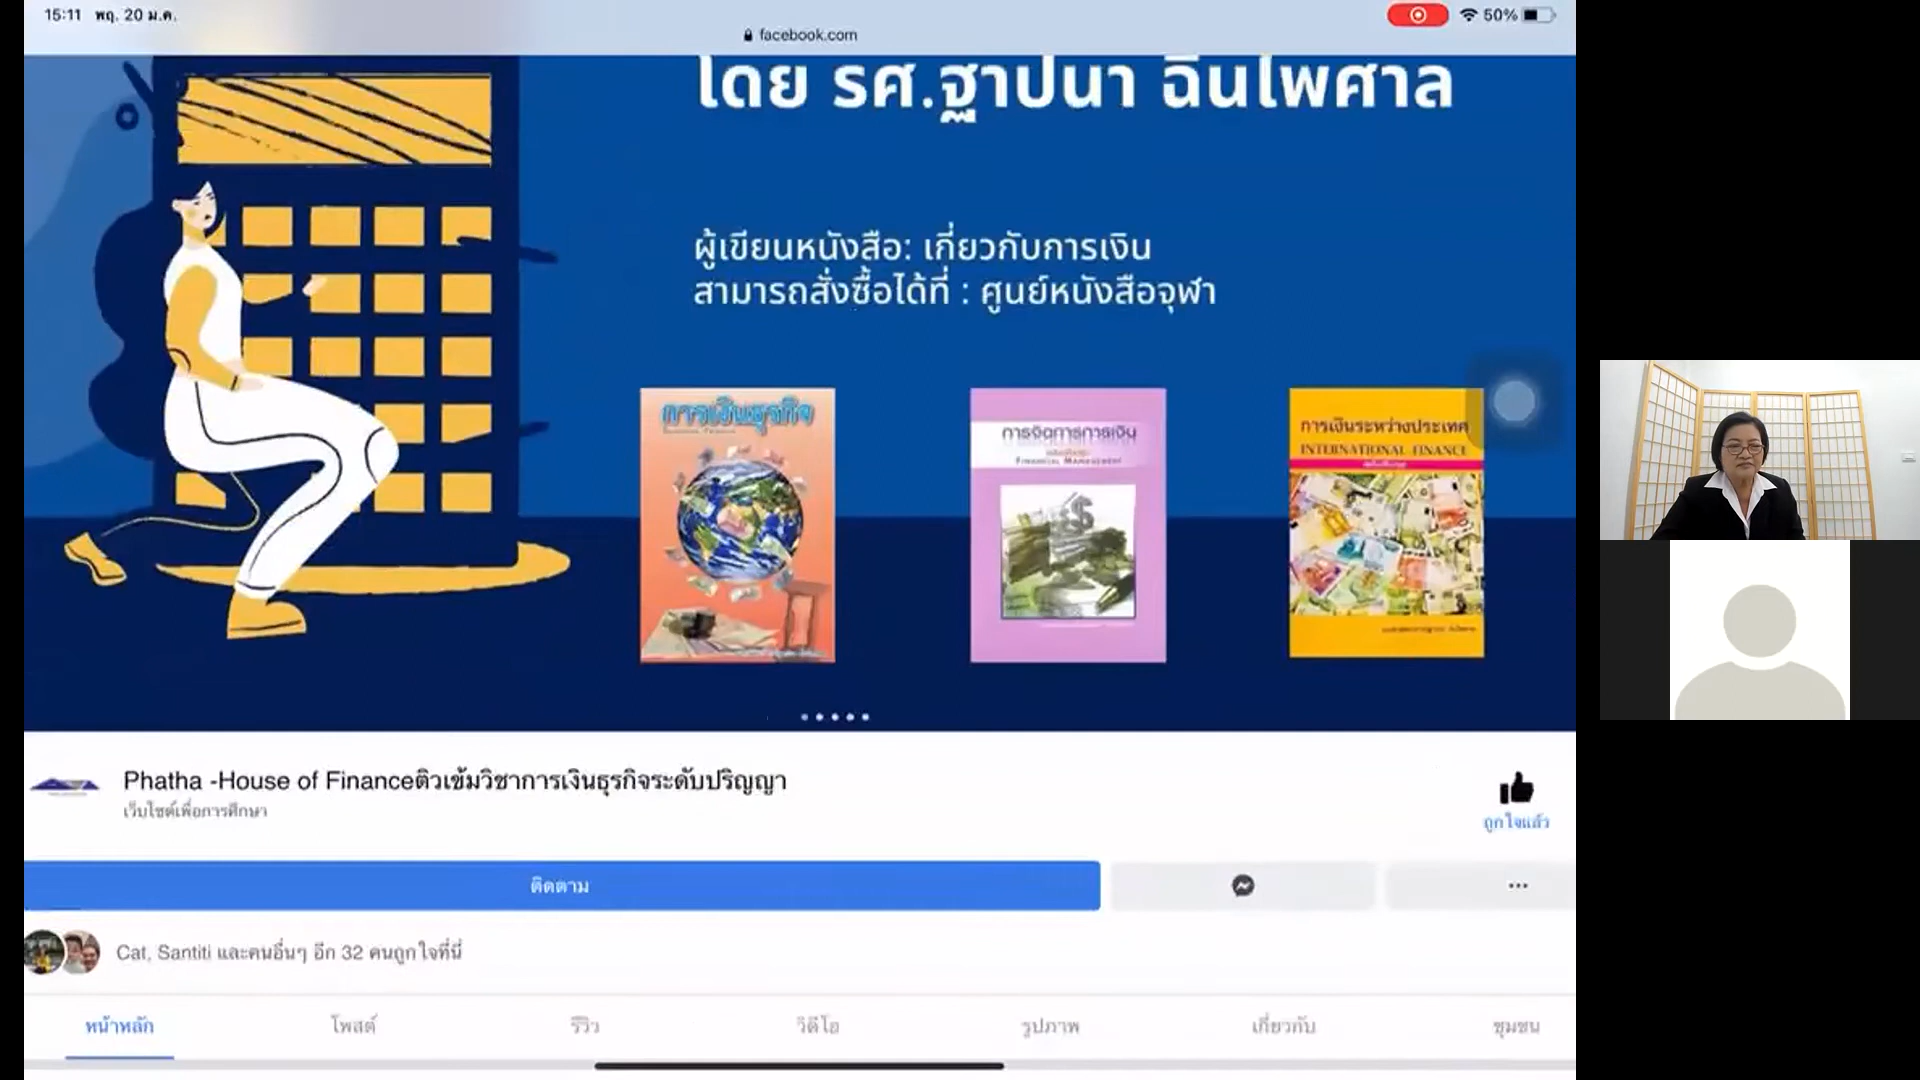 15:11 พฤ. 20 ม.ค.
50%
facebook.com
โดย รศ.ฐาปนา ฉิ่นไพศาล
ผู้เขียนหนังสือ: เกี่ยวกับการเงิน
สามารถสั่งซื้อได้ที่ : ศูนย์หนังสือจุฬา
การเงินธุรกิจ
การจัดการการเงิน
FINANCIAL MANAGEMENT
การเงินระหว่างประเทศ
INTERNATIONAL FINANCE
Phatha -House of Financeติวเข้มวิชาการเงินธุรกิจระดับปริญญา
เว็บไซต์เพื่อการศึกษา
ถูกใจแล้ว
ติดตาม
Cat, Santiti และคนอื่นๆ อีก 32 คนถูกใจที่นี่
หน้าหลัก
โพสต์
รีวิว
วิดีโอ
รูปภาพ
เกี่ยวกับ
ชุมชน